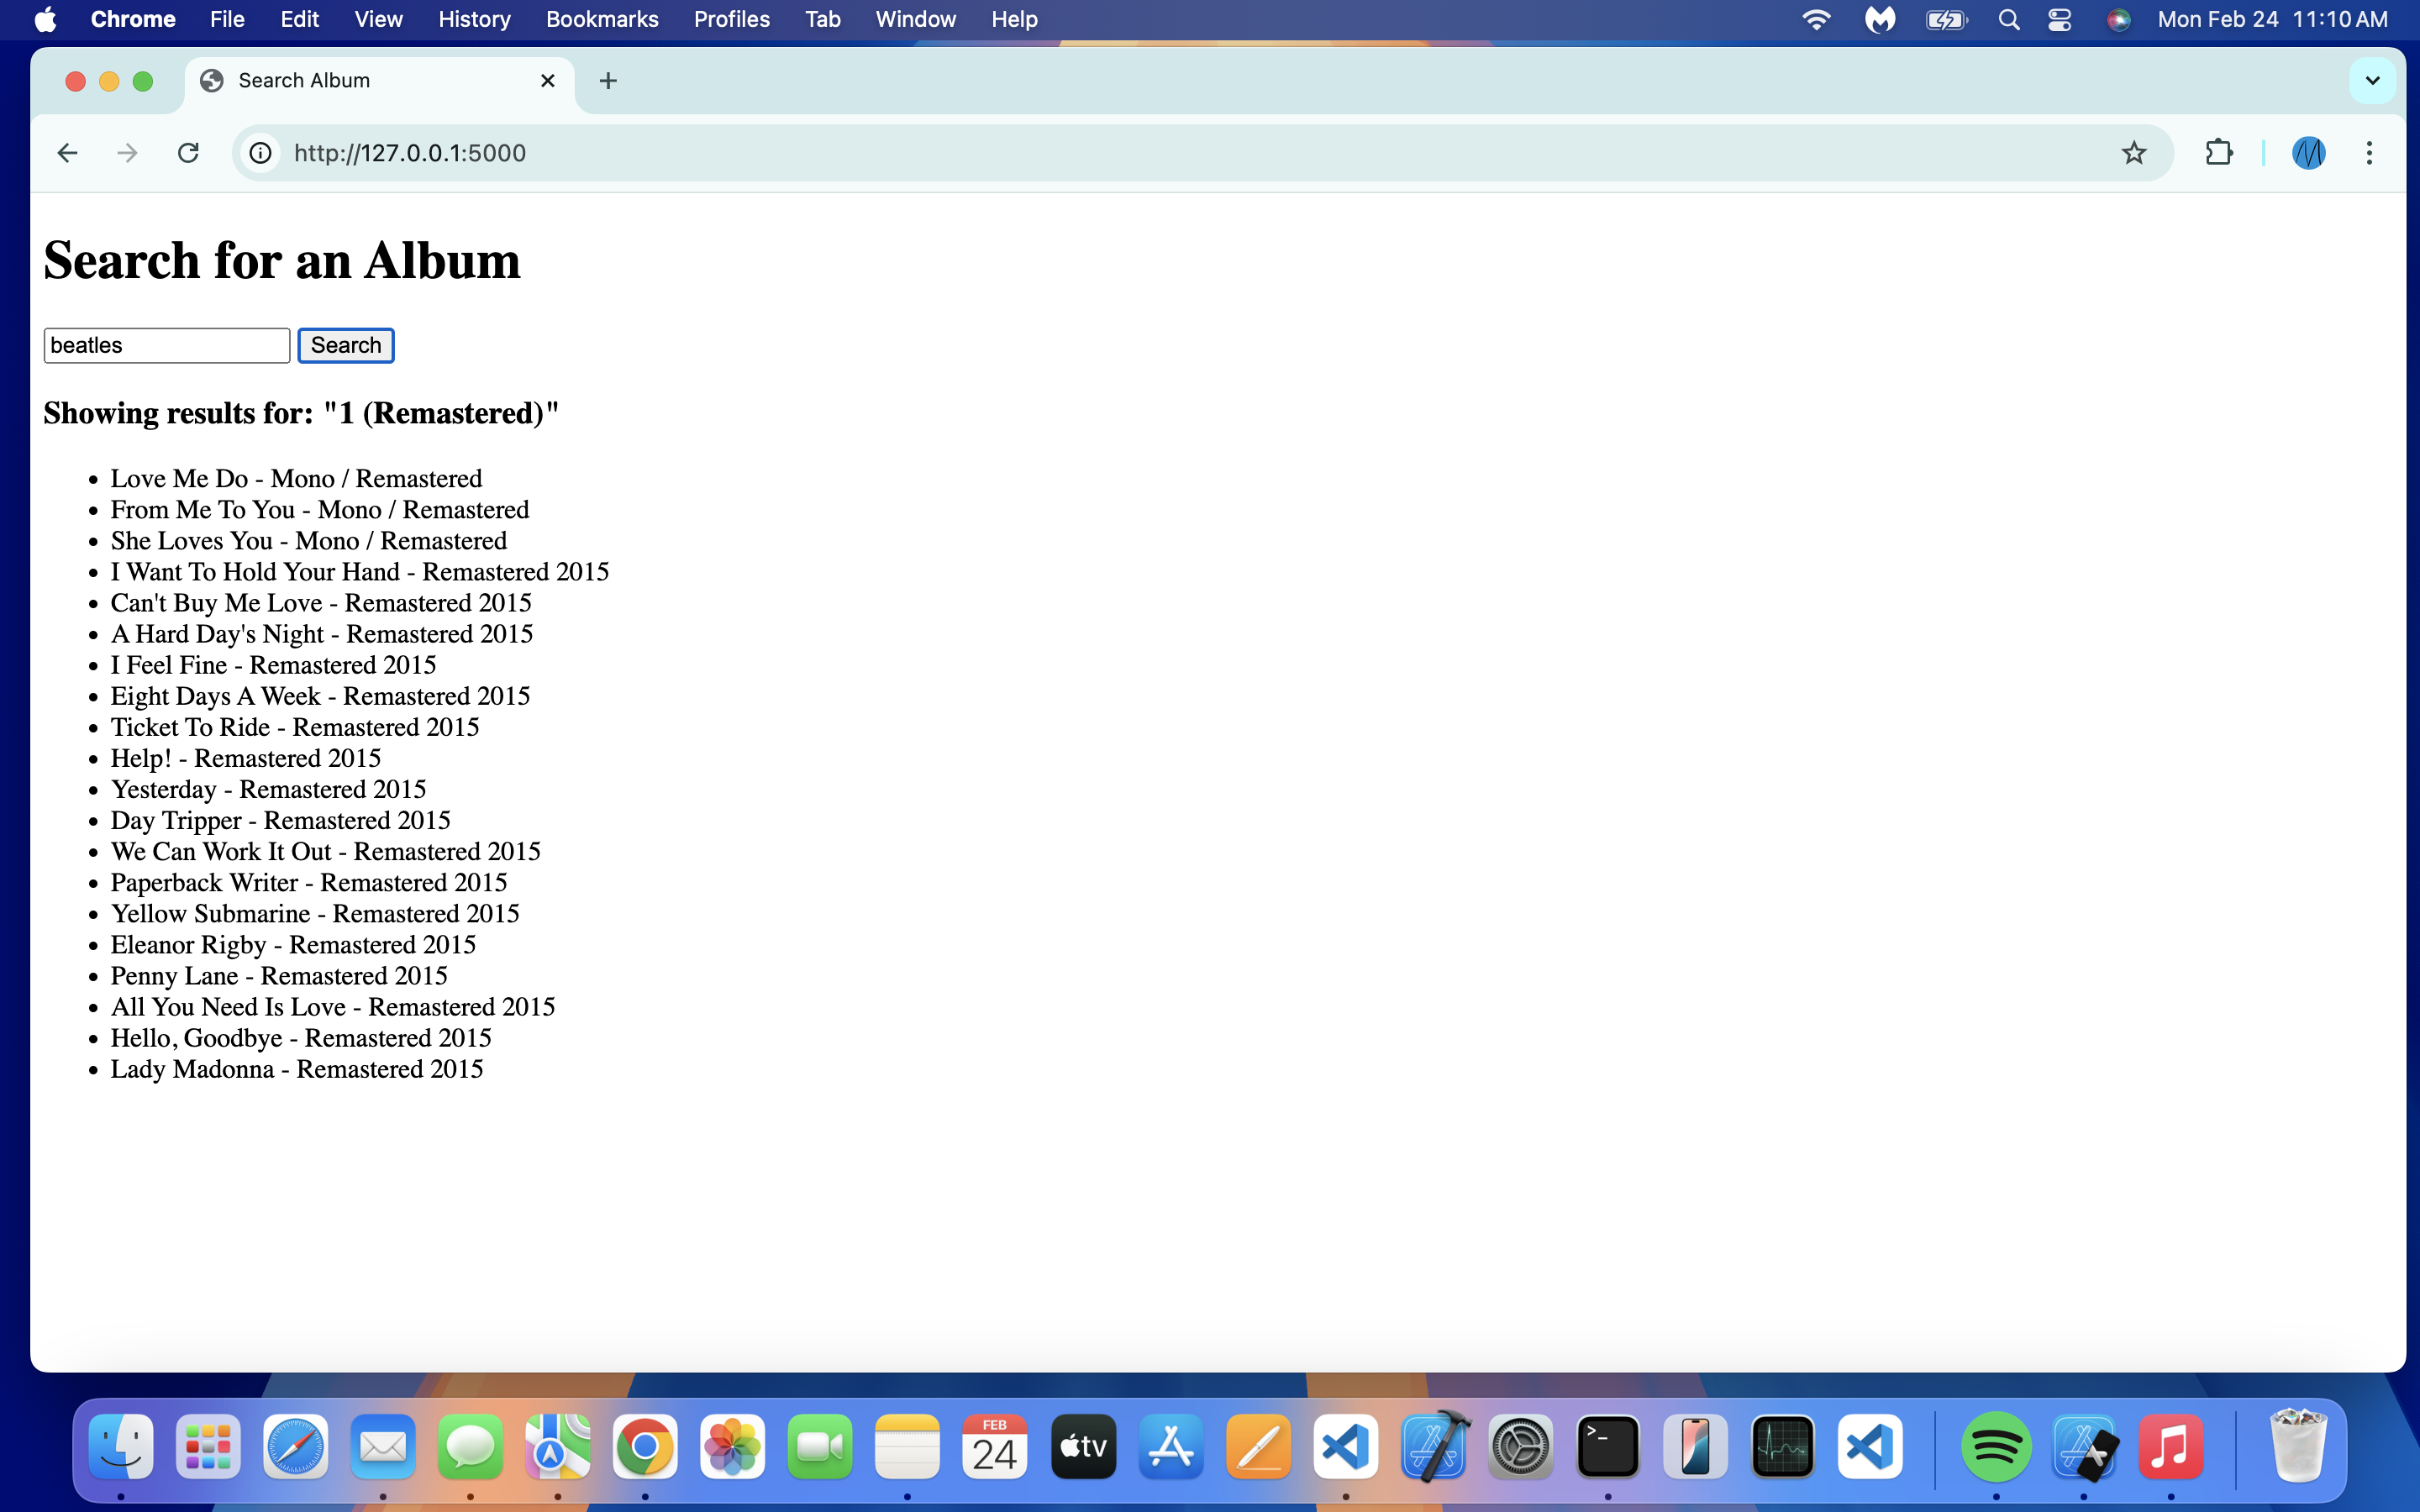 Chrome File Edit View History Bookmarks Profiles Tab Window Help Mon Feb 24 11:10 AM
Search Album
http://127.0.0.1:5000
Search for an Album
beatles Search
Showing results for: "1 (Remastered)"
Love Me Do - Mono / Remastered
From Me To You - Mono / Remastered
She Loves You - Mono / Remastered
I Want To Hold Your Hand - Remastered 2015
Can't Buy Me Love - Remastered 2015
A Hard Day's Night - Remastered 2015
I Feel Fine - Remastered 2015
Eight Days A Week - Remastered 2015
Ticket To Ride - Remastered 2015
Help! - Remastered 2015
Yesterday - Remastered 2015
Day Tripper - Remastered 2015
We Can Work It Out - Remastered 2015
Paperback Writer - Remastered 2015
Yellow Submarine - Remastered 2015
Eleanor Rigby - Remastered 2015
Penny Lane - Remastered 2015
All You Need Is Love - Remastered 2015
Hello, Goodbye - Remastered 2015
Lady Madonna - Remastered 2015
FEB
24
tv
>_